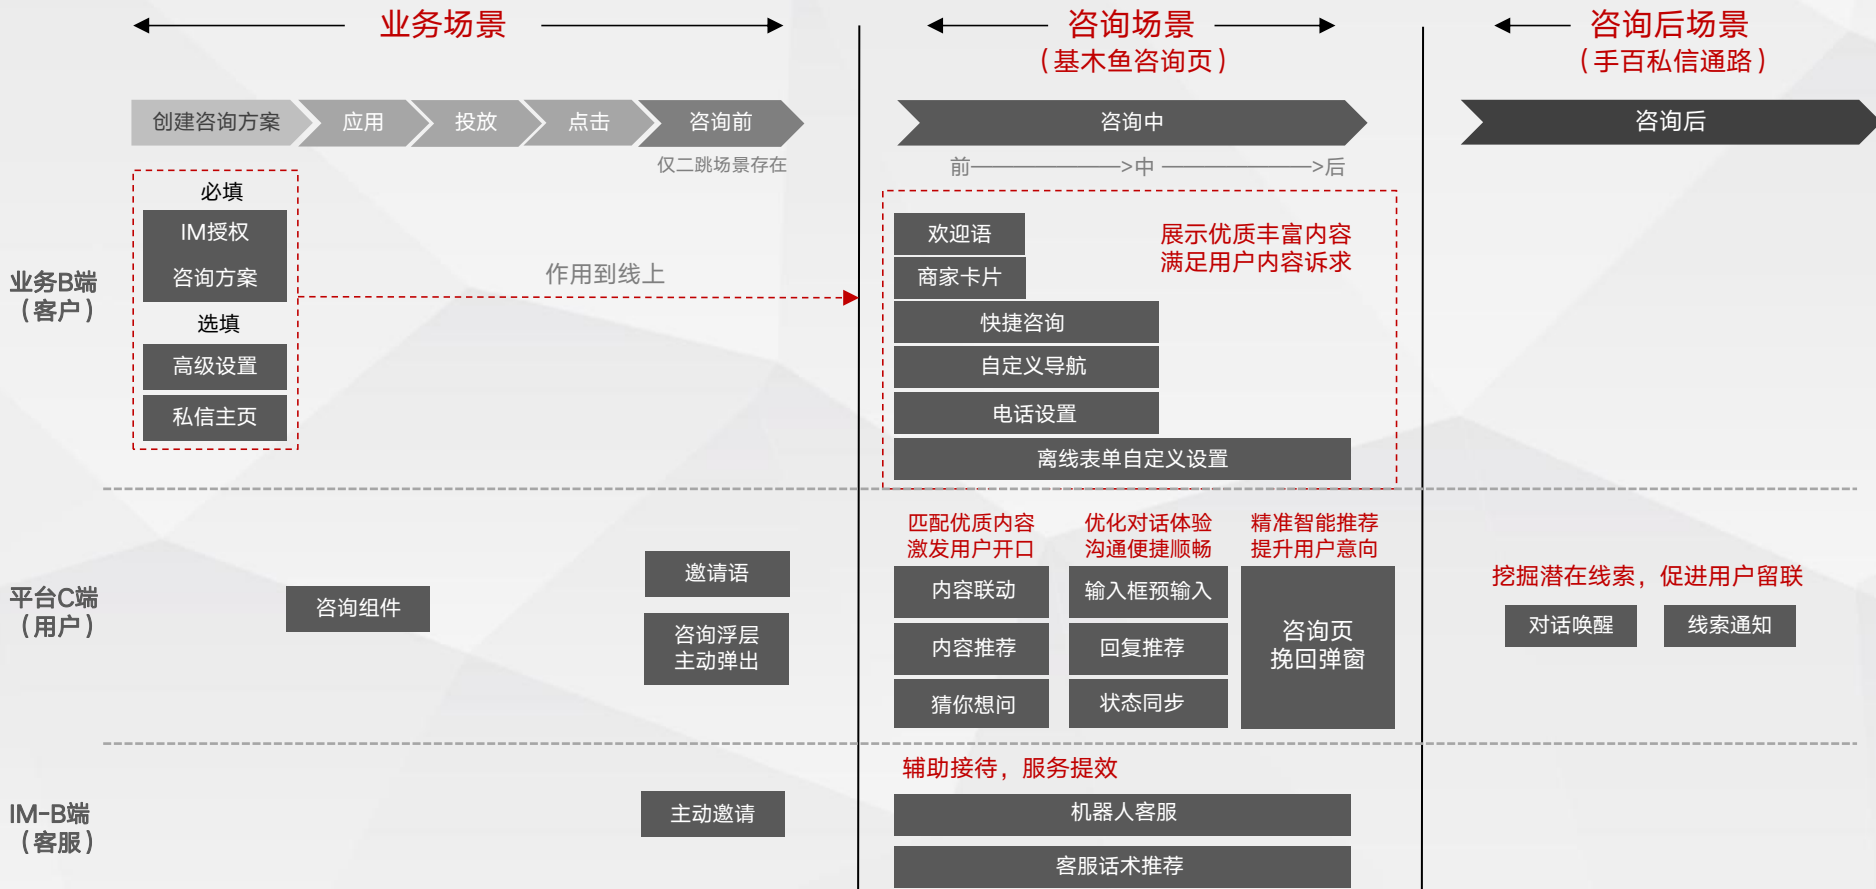 业务场景
咨询场景
（基木鱼咨询页）
咨询后场景
（手百私信通路）
创建咨询方案
应用
投放
点击
咨询前
咨询中
咨询后
仅二跳场景存在
前——————————>中 ——————————>后
业务B端
（客户）
必填
IM授权
咨询方案
选填
高级设置
私信主页
作用到线上
欢迎语
商家卡片
快捷咨询
自定义导航
电话设置
离线表单自定义设置
展示优质丰富内容
满足用户内容诉求
平台C端
（用户）
咨询组件
邀请语
咨询浮层
主动弹出
匹配优质内容
激发用户开口
内容联动
内容推荐
猜你想问
优化对话体验
沟通便捷顺畅
输入框预输入
回复推荐
状态同步
精准智能推荐
提升用户意向
咨询页
挽回弹窗
挖掘潜在线索，促进用户留联
对话唤醒
线索通知
IM-B端
（客服）
主动邀请
辅助接待，服务提效
机器人客服
客服话术推荐